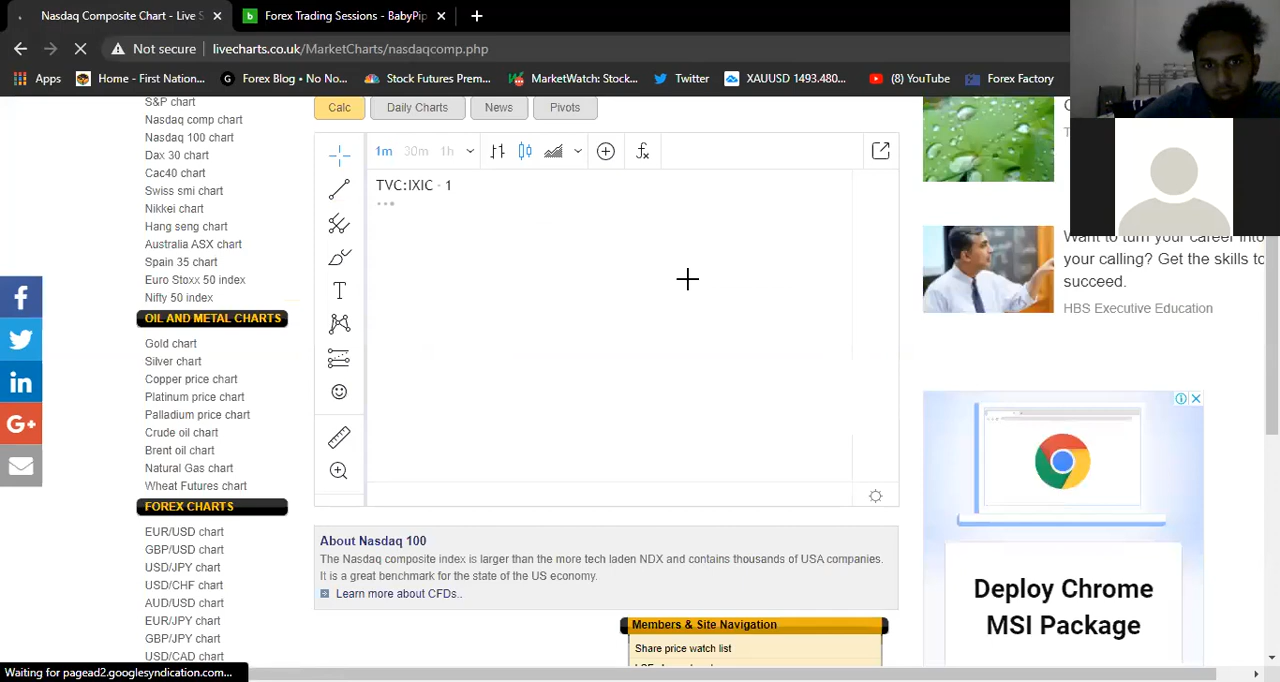 Nasdaq Composite Chart - Live S
Forex Trading Sessions - BabyPip
Not secure
livecharts.co.uk/MarketCharts/nasdaqcomp.php
Apps
Home - First Nation...
Forex Blog • No No...
Stock Futures Prem...
MarketWatch: Stock...
Twitter
XAUUSD 1493.480...
(8) YouTube
Forex Factory
S&P chart
Nasdaq comp chart
Nasdaq 100 chart
Dax 30 chart
Cac40 chart
Swiss smi chart
Nikkei chart
Hang seng chart
Australia ASX chart
Spain 35 chart
Euro Stoxx 50 index
Nifty 50 index
OIL AND METAL CHARTS
Gold chart
Silver chart
Copper price chart
Platinum price chart
Palladium price chart
Crude oil chart
Brent oil chart
Natural Gas chart
Wheat Futures chart
FOREX CHARTS
EUR/USD chart
GBP/USD chart
USD/JPY chart
USD/CHF chart
AUD/USD chart
EUR/JPY chart
GBP/JPY chart
USD/CAD chart
Calc
Daily Charts
News
Pivots
1m 30m 1h
TVC:IXIC · 1
About Nasdaq 100
The Nasdaq composite index is larger than the more tech laden NDX and contains thousands of USA companies.
It is a great benchmark for the state of the US economy.
Learn more about CFDs..
Members & Site Navigation
Share price watch list
Want to turn your career into
your calling? Get the skills to
succeed.
HBS Executive Education
Deploy Chrome
MSI Package
Waiting for pagead2.googlesyndication.com...